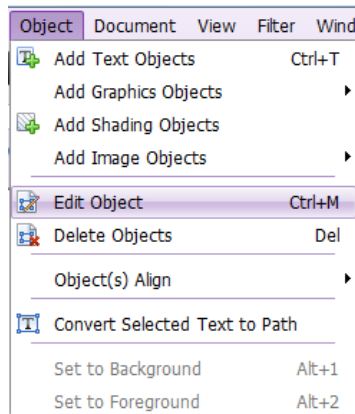 Object Document View Filter Wind
Add Text Objects Ctrl+T
Add Graphics Objects
Add Shading Objects
Add Image Objects
Edit Object Ctrl+M
Delete Objects Del
Object(s) Align
Convert Selected Text to Path
Set to Background Alt+1
Set to Foreground Alt+2